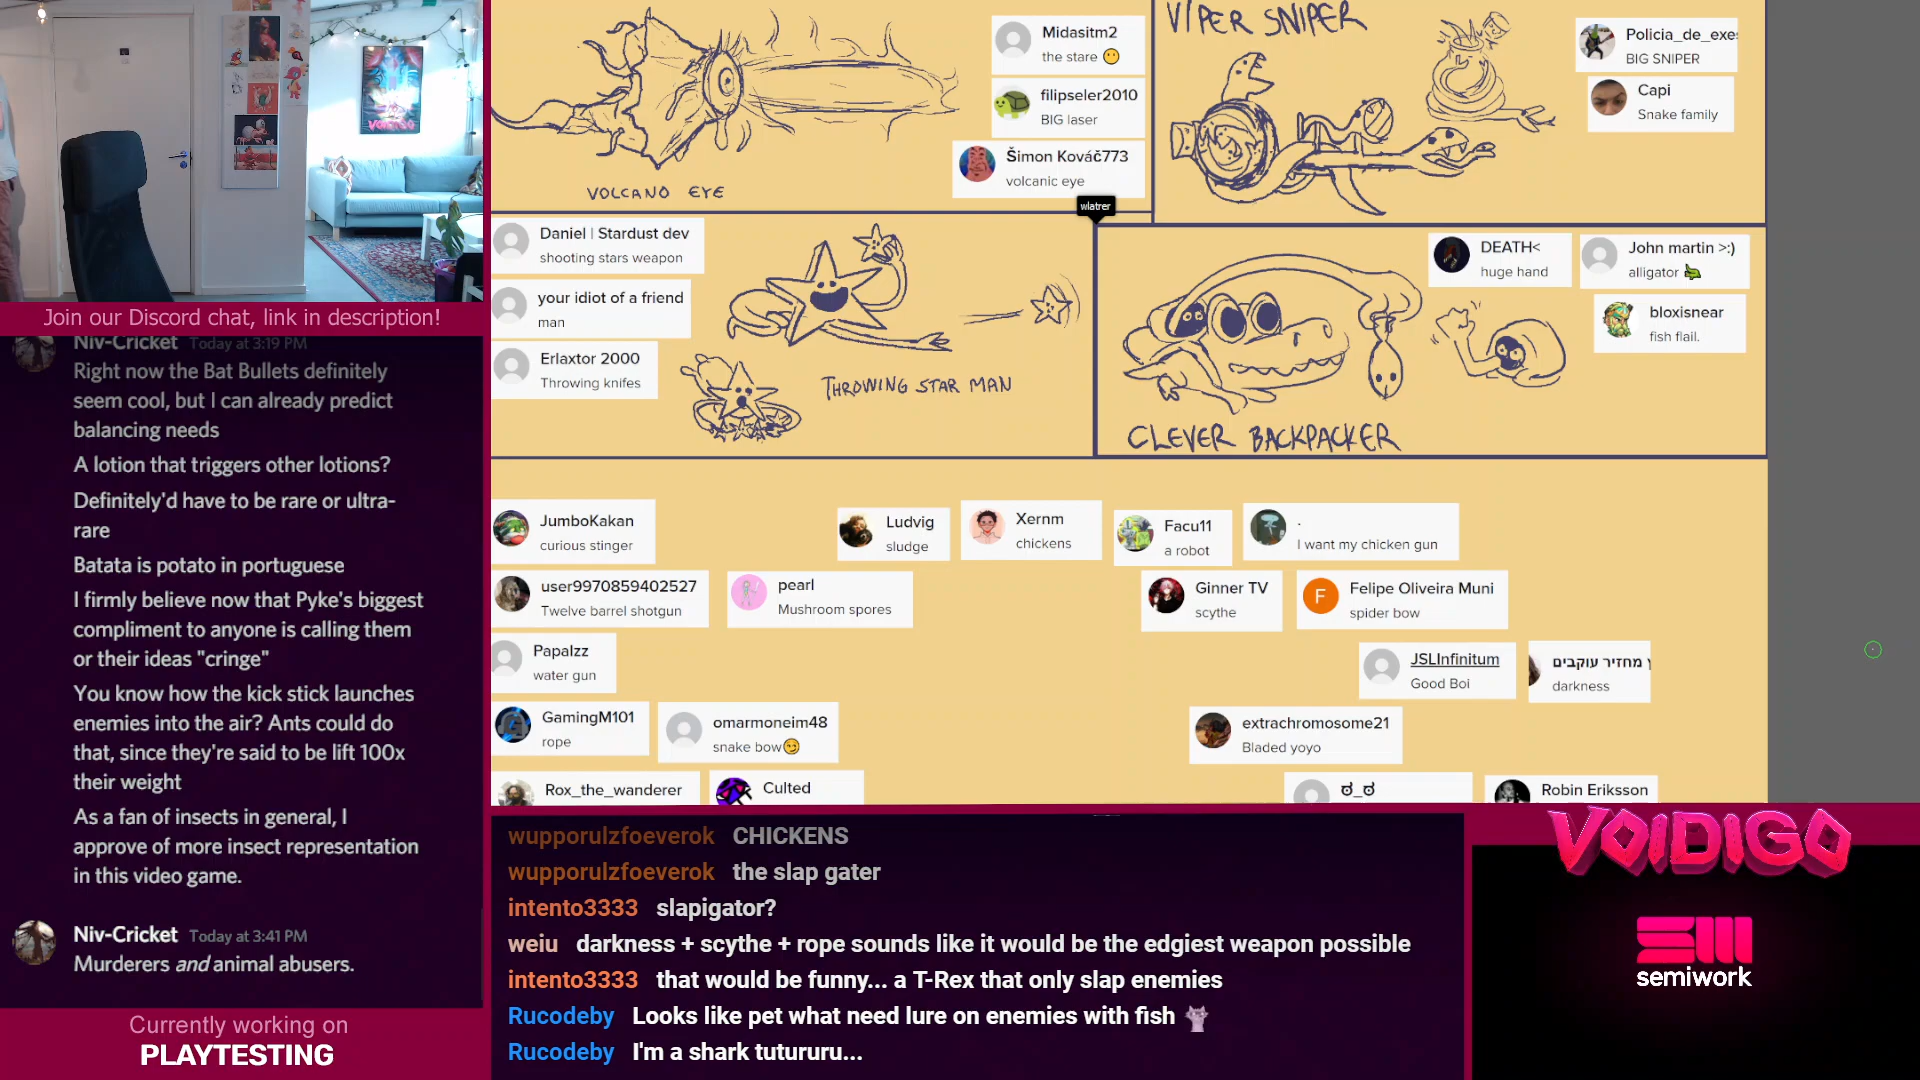 Join our Discord chat, link in description!
Niv-Cricket Today at 3:19 PM
Right now the Bat Bullets definitely
seem cool, but I can already predict
balancing needs
A lotion that triggers other lotions?
Definitely'd have to be rare or ultra-
rare
Batata is potato in portuguese
I firmly believe now that Pyke's biggest
compliment to anyone is calling them
or their ideas "cringe"
You know how the kick stick launches
enemies into the air? Ants could do
that, since they're said to be lift 100x
their weight
As a fan of insects in general, I
approve of more insect representation
in this video game.
Niv-Cricket Today at 3:41 PM
Murderers and animal abusers.
Currently working on
PLAYTESTING
VOLCANO EYE
Midasitm2
the stare
filipseler2010
BIG laser
Šimon Kováč773
volcanic eye
wlatrer
VIPER SNIPER
Policia_de_exe
BIG SNIPER
Capi
Snake family
Daniel | Stardust dev
shooting stars weapon
your idiot of a friend
man
Erlaxtor 2000
Throwing knifes
THROWING STAR MAN
DEATH<
huge hand
John martin >:)
alligator
bloxisnear
fish flail.
CLEVER BACKPACKER
JumboKakan
curious stinger
Ludvig
sludge
Xernm
chickens
Facu11
a robot
.
I want my chicken gun
user9970859402527
Twelve barrel shotgun
pearl
Mushroom spores
Ginner TV
scythe
F
Felipe Oliveira Muni
spider bow
Papalzz
water gun
JSLInfinitum
Good Boi
ץ מחזיר עוקבים
darkness
GamingM101
rope
omarmoneim48
snake bow
extrachromosome21
Bladed yoyo
Rox_the_wanderer
Culted
ಠ_ಠ
Robin Eriksson
wupporulzfoeverok CHICKENS
wupporulzfoeverok the slap gater
intento3333 slapigator?
weiu darkness + scythe + rope sounds like it would be the edgiest weapon possible
intento3333 that would be funny... a T-Rex that only slap enemies
Rucodeby Looks like pet what need lure on enemies with fish
Rucodeby I'm a shark tutururu...
VOIDIGO
semiwork